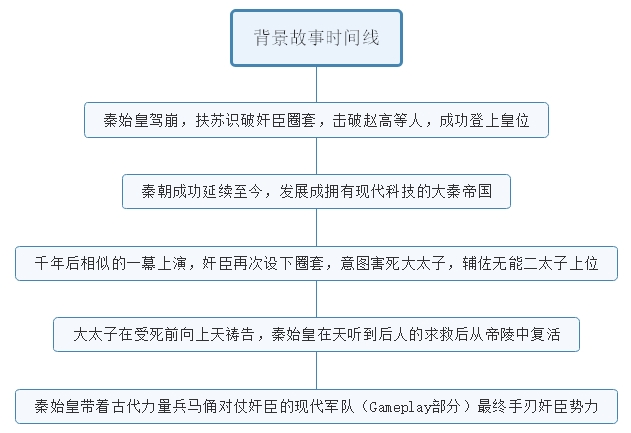 背景故事时间线
秦始皇驾崩，扶苏识破奸臣圈套，击破赵高等人，成功登上皇位
秦朝成功延续至今，发展成拥有现代科技的大秦帝国
千年后相似的一幕上演，奸臣再次设下圈套，意图害死大太子，辅佐无能二太子上位
大太子在受死前向上天祷告，秦始皇在天听到后人的求救后从帝陵中复活
秦始皇带着古代力量兵马俑对仗奸臣的现代军队（Gameplay部分）最终手刃奸臣势力